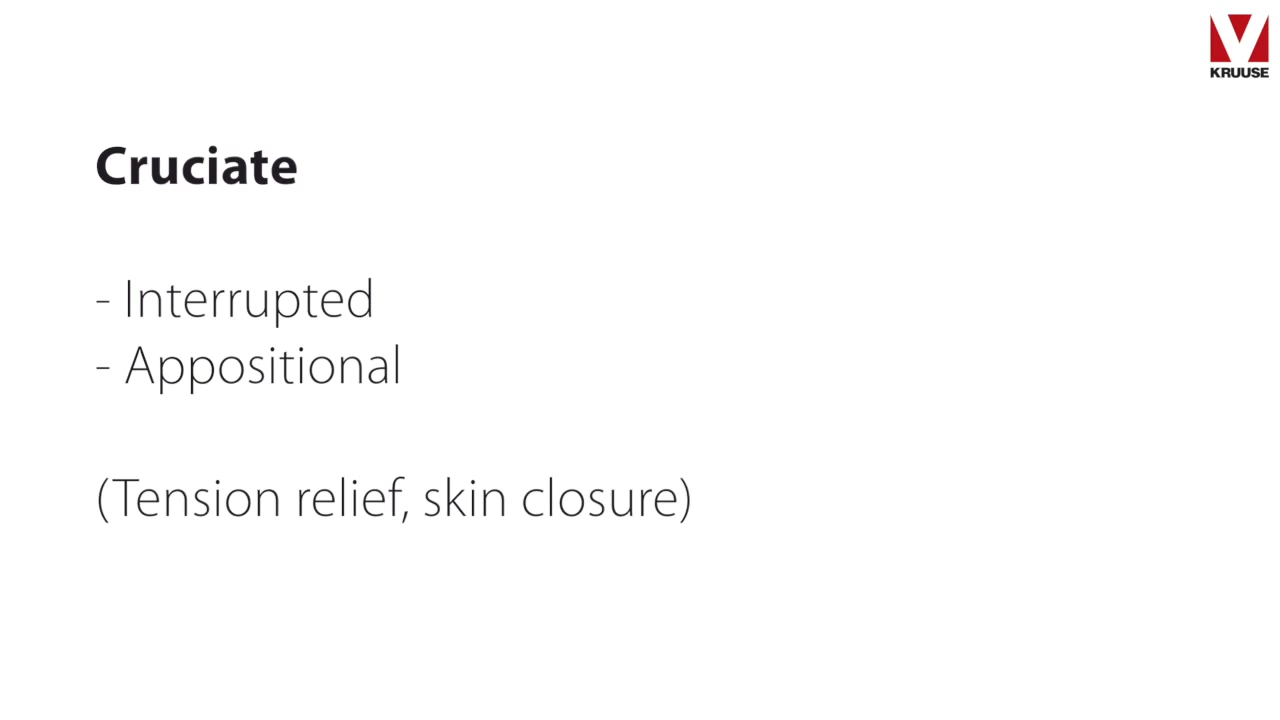 KRUUSE
Cruciate
- Interrupted
- Appositional
(Tension relief, skin closure)